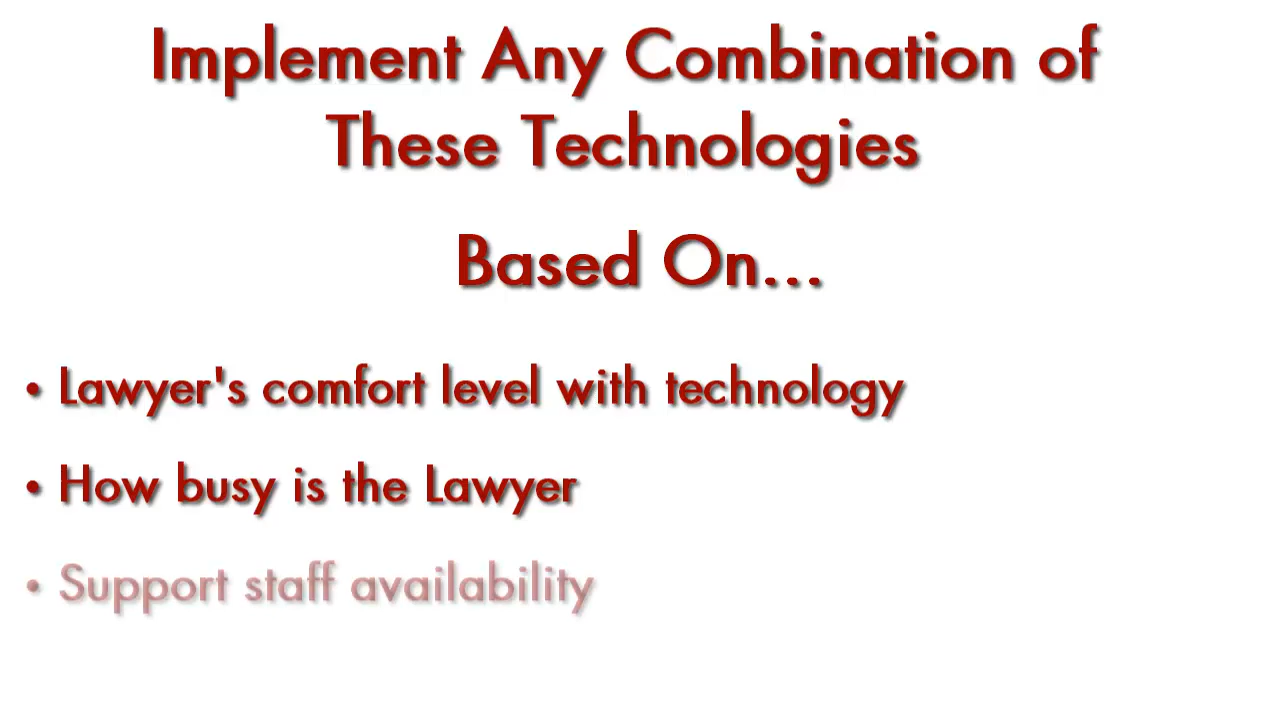 Implement Any Combination of
These Technologies
Based On...
• Lawyer's comfort level with technology
• How busy is the Lawyer
• Support staff availability